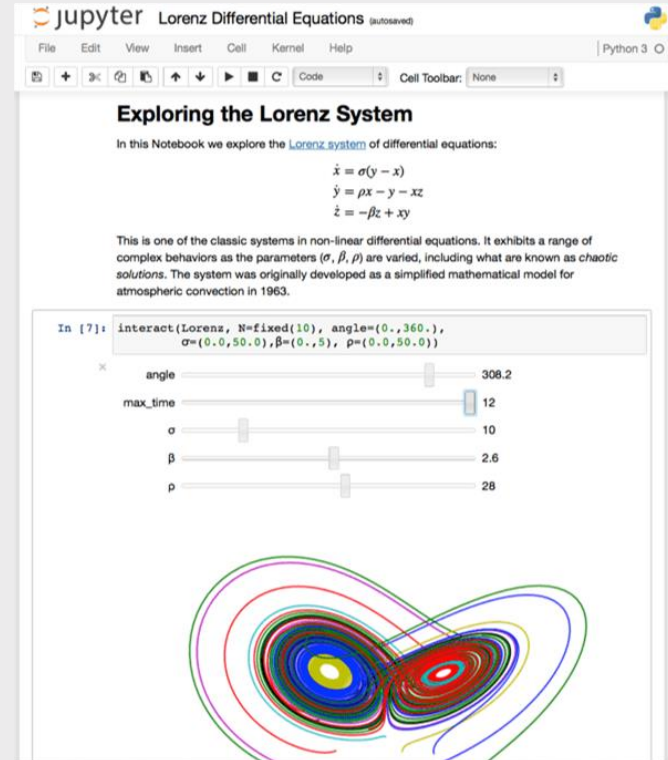 jupyter Lorenz Differential Equations (autosaved)
File Edit View Insert Cell Kernel Help Python 3
Code Cell Toolbar: None
Exploring the Lorenz System
In this Notebook we explore the Lorenz system of differential equations:
ẋ = σ(y − x)
ẏ = ρx − y − xz
ż = −βz + xy
This is one of the classic systems in non-linear differential equations. It exhibits a range of
complex behaviors as the parameters (σ, β, ρ) are varied, including what are known as chaotic
solutions. The system was originally developed as a simplified mathematical model for
atmospheric convection in 1963.
In [7]: interact(Lorenz, N=fixed(10), angle=(0.,360.),
σ=(0.0,50.0),β=(0.,5), ρ=(0.0,50.0))
angle 308.2
max_time 12
σ 10
β 2.6
ρ 28